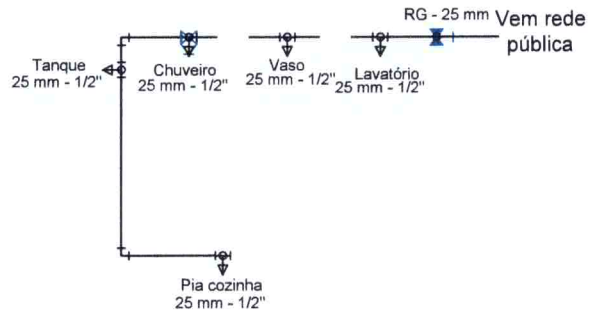 RG - 25 mm
Vem rede
pública
Tanque
25 mm - 1/2"
Chuveiro
25 mm - 1/2"
Vaso
25 mm - 1/2"
Lavatório
25 mm - 1/2"
Pia cozinha
25 mm - 1/2"